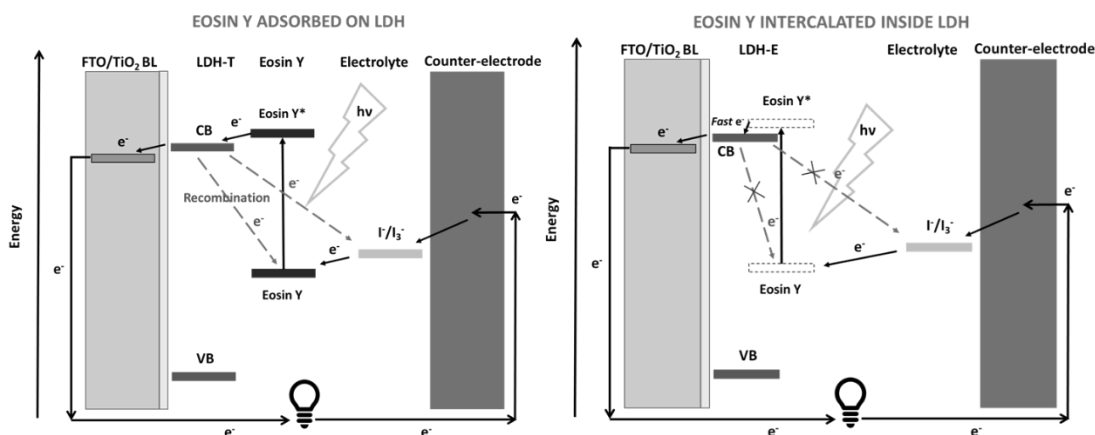 EOSIN Y ADSORBED ON LDH
FTO/TiO₂ BL LDH-T Eosin Y Electrolyte Counter-electrode
Eosin Y*
hν
e⁻
CB
e⁻
e⁻
Recombination
e⁻
e⁻
I⁻/I₃⁻
e⁻
e⁻
Eosin Y
VB
Energy
e⁻
e⁻
EOSIN Y INTERCALATED INSIDE LDH
FTO/TiO₂ BL LDH-E Electrolyte Counter-electrode
Eosin Y*
hν
Fast e⁻
e⁻
CB
e⁻
e⁻
e⁻
I⁻/I₃⁻
e⁻
e⁻
Eosin Y
VB
Energy
e⁻
e⁻